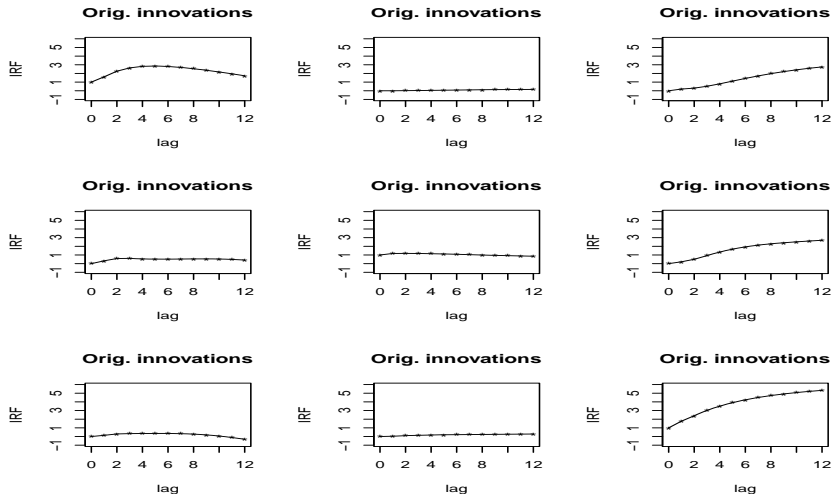 Orig. innovations Orig. innovations Orig. innovations
IRF -1 1 3 5 IRF -1 1 3 5 IRF -1 1 3 5
0 2 4 6 8 12 0 2 4 6 8 12 0 2 4 6 8 12
lag lag lag
Orig. innovations Orig. innovations Orig. innovations
IRF -1 1 3 5 IRF -1 1 3 5 IRF -1 1 3 5
0 2 4 6 8 12 0 2 4 6 8 12 0 2 4 6 8 12
lag lag lag
Orig. innovations Orig. innovations Orig. innovations
IRF -1 1 3 5 IRF -1 1 3 5 IRF -1 1 3 5
0 2 4 6 8 12 0 2 4 6 8 12 0 2 4 6 8 12
lag lag lag